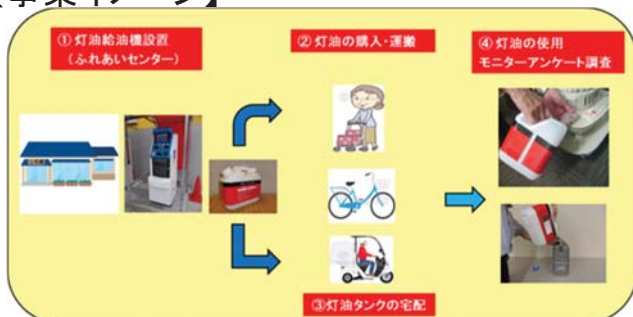 【事業イメージ】
① 灯油給油機設置
（ふれあいセンター）
② 灯油の購入・運搬
④ 灯油の使用
モニターアンケート調査
③灯油タンクの宅配